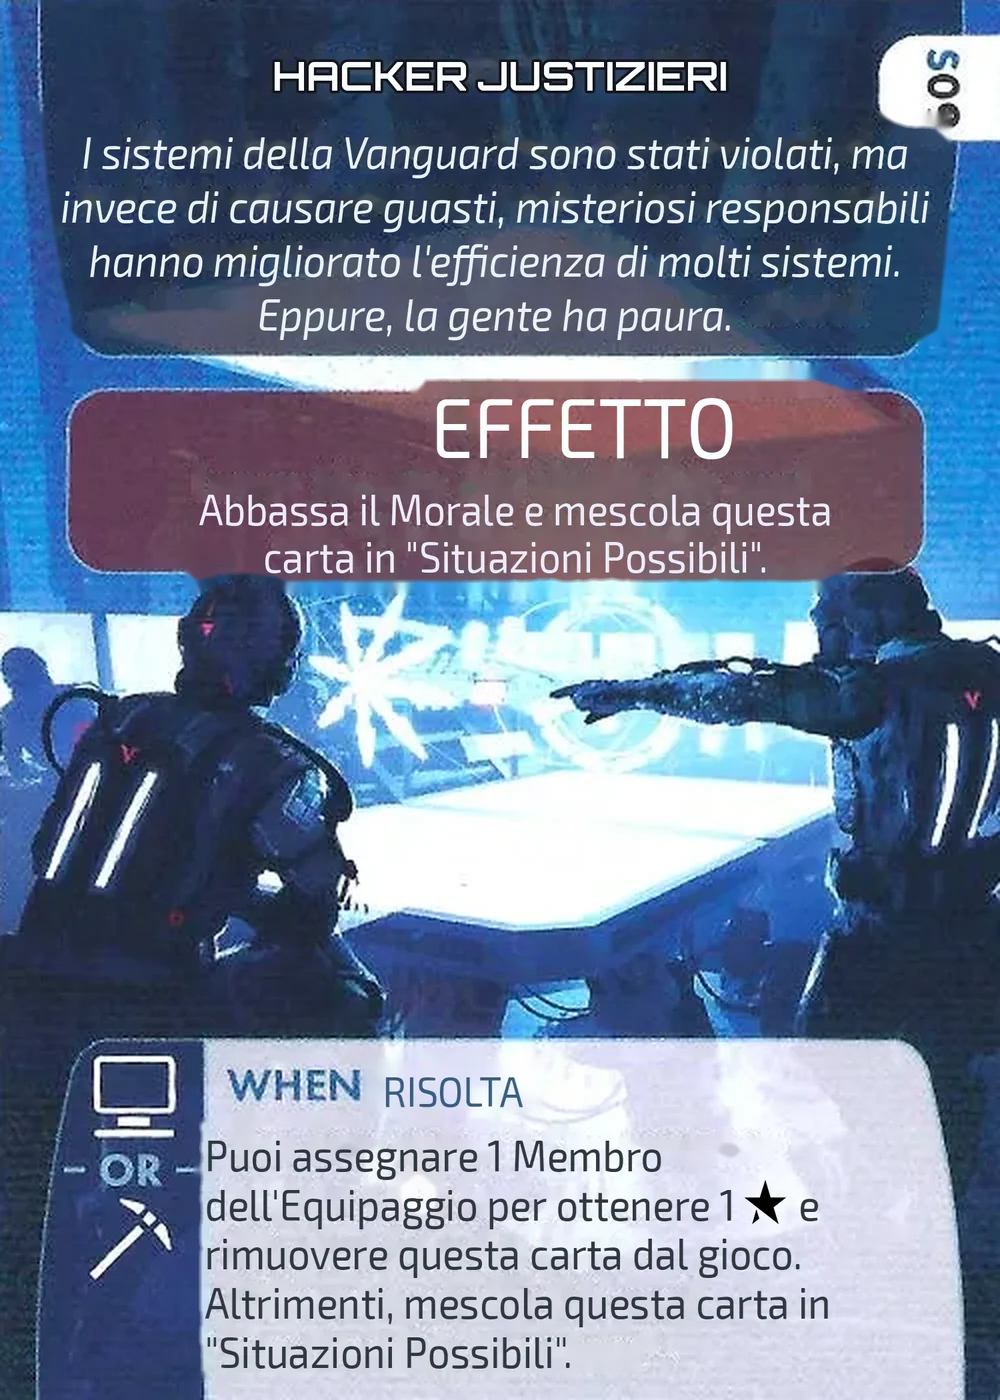 HACKER JUSTIZIERI
I sistemi della Vanguard sono stati violati, ma
invece di causare guasti, misteriosi responsabili
hanno migliorato l'efficienza di molti sistemi.
Eppure, la gente ha paura.
EFFETTO
Abbassa il Morale e mescola questa
carta in "Situazioni Possibili".
WHEN RISOLTA
- OR -
Puoi assegnare 1 Membro
dell'Equipaggio per ottenere 1 ★ e
rimuovere questa carta dal gioco.
Altrimenti, mescola questa carta in
"Situazioni Possibili".